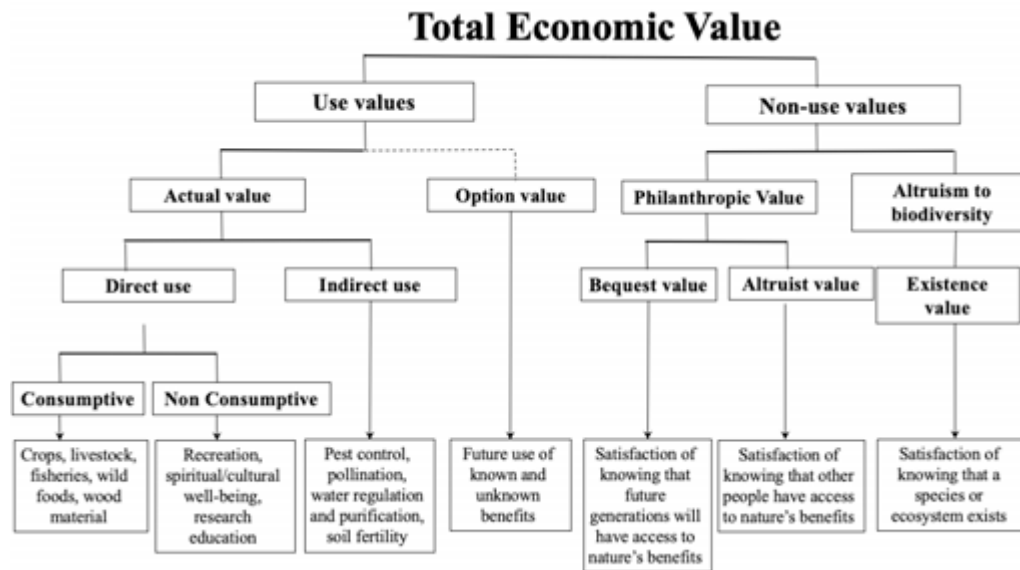 Total Economic Value
Use values
Non-use values
Actual value
Option value
Philanthropic Value
Altruism to
biodiversity
Direct use
Indirect use
Bequest value
Altruist value
Existence
value
Consumptive
Non Consumptive
Crops, livestock,
fisheries, wild
foods, wood
material
Recreation,
spiritual/cultural
well-being,
research
education
Pest control,
pollination,
water regulation
and purification,
soil fertility
Future use of
known and
unknown
benefits
Satisfaction of
knowing that
future
generations will
have access to
nature's benefits
Satisfaction of
knowing that other
people have access
to nature's benefits
Satisfaction of
knowing that a
species or
ecosystem exists